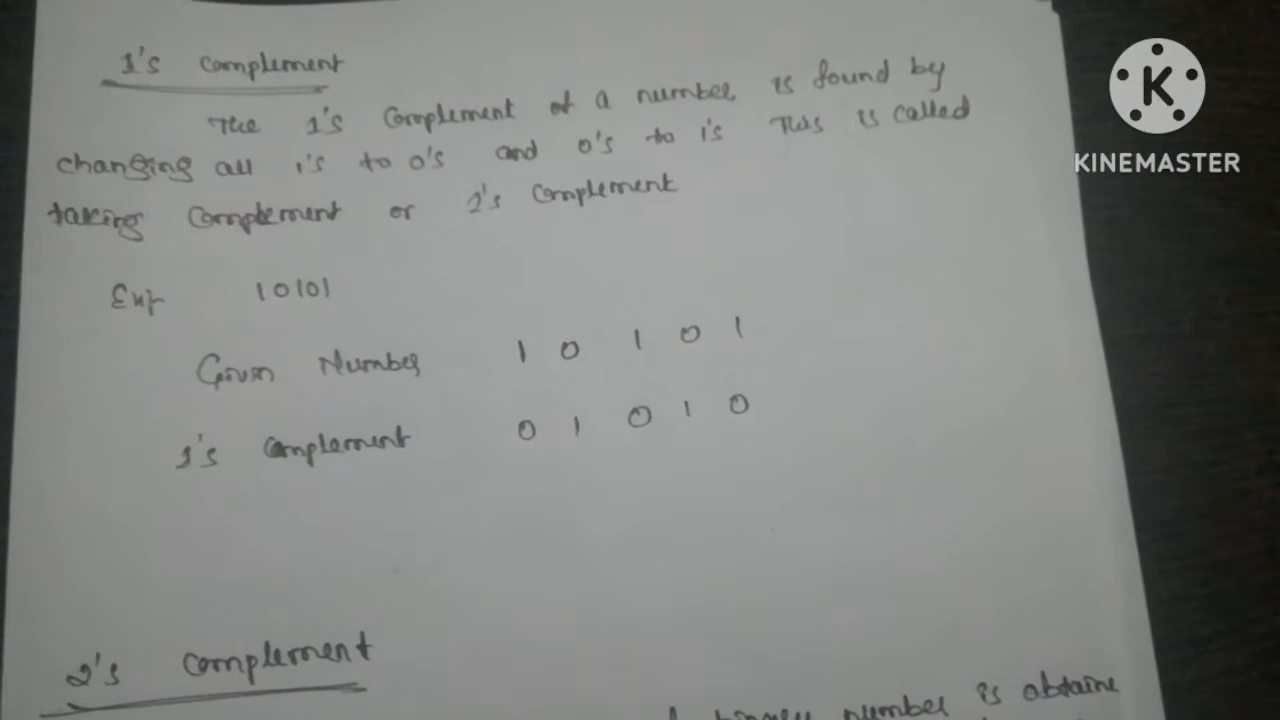 1's complement
The 1's complement of a number is found by
changing all 1's to 0's and 0's to 1's This is called
taking complement or 1's complement
Exp 10101
Given Number 1 0 1 0 1
1's complement 0 1 0 1 0
2's complement
binary number is obtaine
K
KINEMASTER